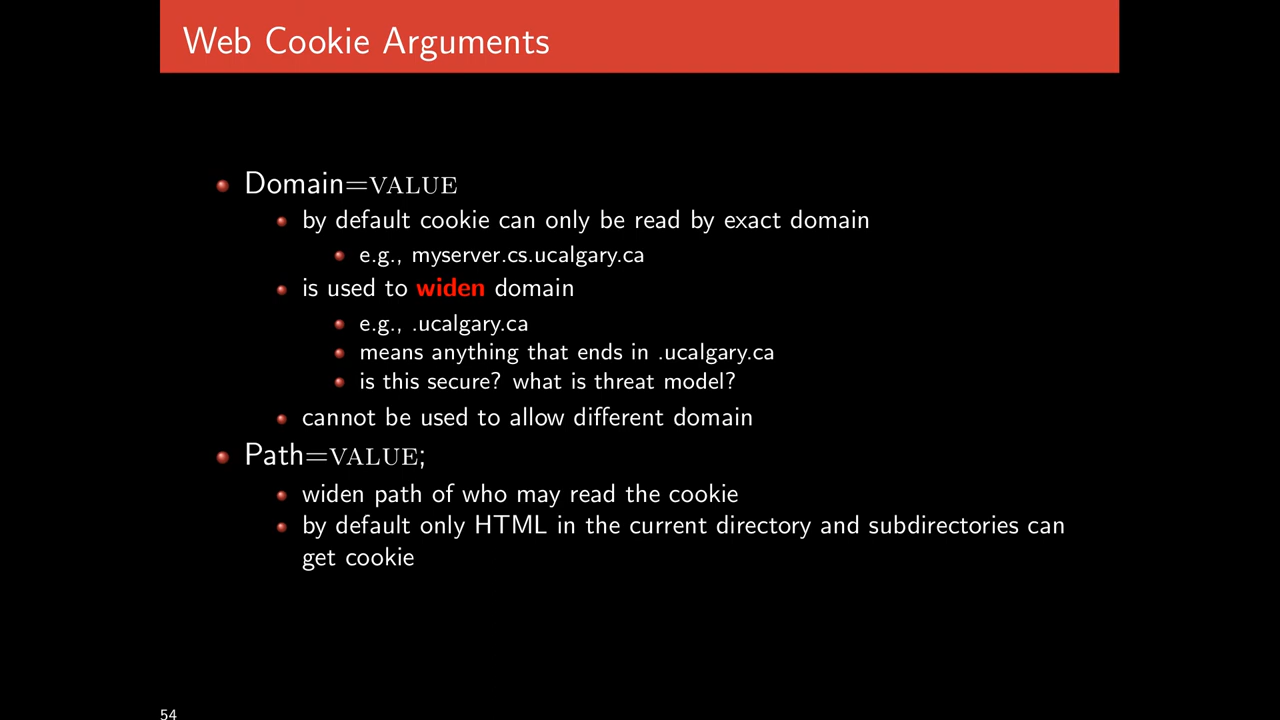 Web Cookie Arguments
Domain=VALUE
by default cookie can only be read by exact domain
e.g., myserver.cs.ucalgary.ca
is used to widen domain
e.g., .ucalgary.ca
means anything that ends in .ucalgary.ca
is this secure? what is threat model?
cannot be used to allow different domain
Path=VALUE;
widen path of who may read the cookie
by default only HTML in the current directory and subdirectories can
get cookie
54